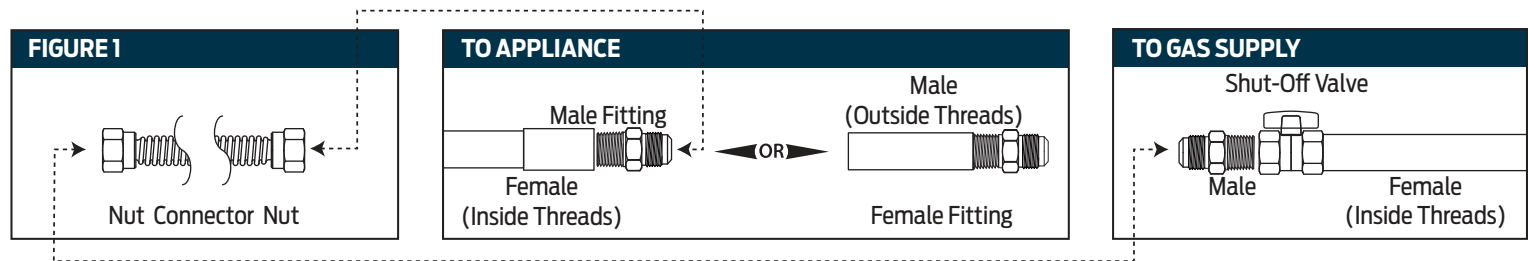 FIGURE 1
Nut Connector Nut
TO APPLIANCE
Male Fitting
Female
(Inside Threads)
OR
Male
(Outside Threads)
Female Fitting
TO GAS SUPPLY
Shut-Off Valve
Male
Female
(Inside Threads)